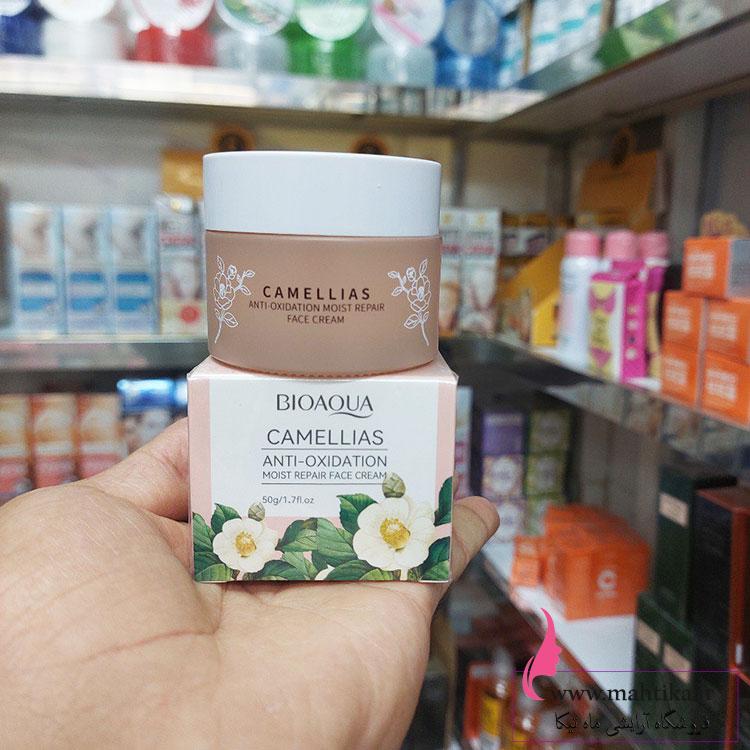 CAMELLIAS
ANTI-OXIDATION MOIST REPAIR
FACE CREAM
BIOAQUA
CAMELLIAS
ANTI-OXIDATION
MOIST REPAIR FACE CREAM
50g/1.7fl.oz
www.mahtika.ir
فروشگاه آرایشی ماه تیکا